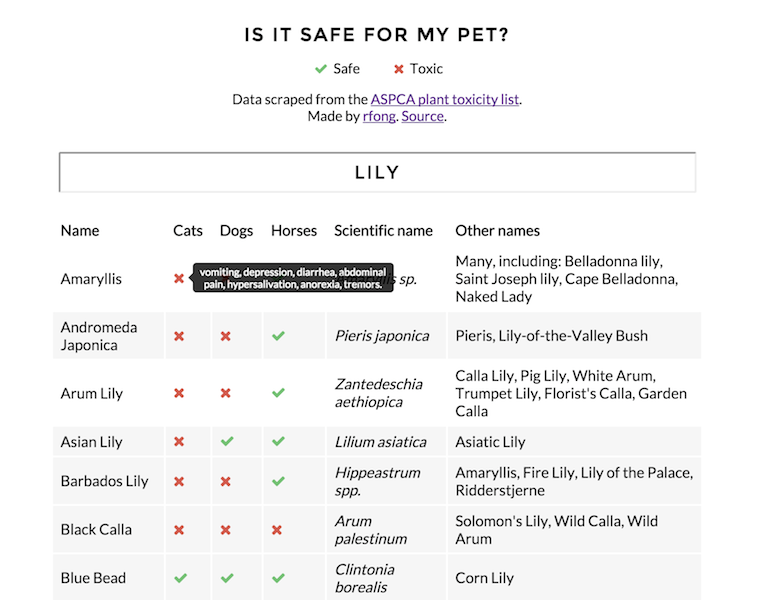 IS IT SAFE FOR MY PET?
Safe Toxic
Data scraped from the ASPCA plant toxicity list.
Made by rfong. Source.
LILY
Name Cats Dogs Horses Scientific name Other names
Amaryllis
vomiting, depression, diarrhea, abdominal
pain, hypersalivation, anorexia, tremors.
sp.
Many, including: Belladonna lily,
Saint Joseph lily, Cape Belladonna,
Naked Lady
Andromeda
Japonica
Pieris japonica
Pieris, Lily-of-the-Valley Bush
Arum Lily
Zantedeschia
aethiopica
Calla Lily, Pig Lily, White Arum,
Trumpet Lily, Florist's Calla, Garden
Calla
Asian Lily
Lilium asiatica
Asiatic Lily
Barbados Lily
Hippeastrum
spp.
Amaryllis, Fire Lily, Lily of the Palace,
Ridderstjerne
Black Calla
Arum
palestinum
Solomon's Lily, Wild Calla, Wild
Arum
Blue Bead
Clintonia
borealis
Corn Lily